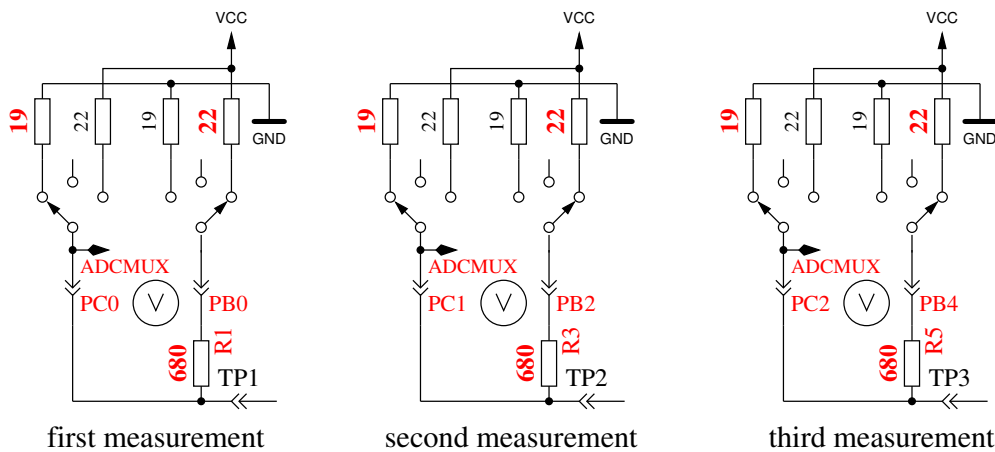 VCC
19
22
19
22
GND
ADCMUX
PC0
V
PB0
R1
680
TP1
first measurement
VCC
19
22
19
22
GND
ADCMUX
PC1
V
PB2
R3
680
TP2
second measurement
VCC
19
22
19
22
GND
ADCMUX
PC2
V
PB4
R5
680
TP3
third measurement